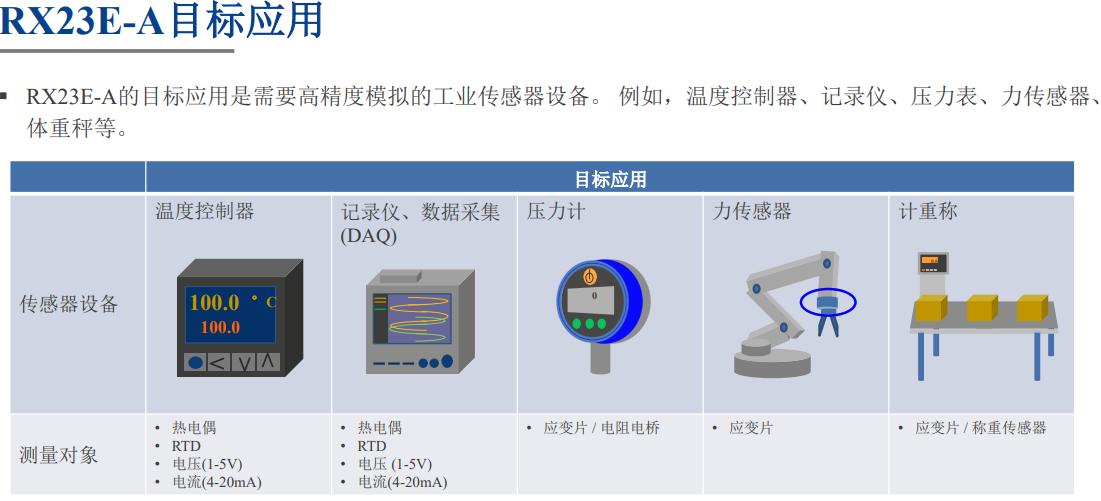 RX23E-A目标应用
RX23E-A的目标应用是需要高精度模拟的工业传感器设备。 例如，温度控制器、记录仪、压力表、力传感器、
体重秤等。
目标应用
传感器设备
温度控制器
100.0 ° C
100.0
记录仪、数据采集
(DAQ)
压力计
0
力传感器
计重称
0.0
测量对象
• 热电偶
• RTD
• 电压(1-5V)
• 电流(4-20mA)
• 热电偶
• RTD
• 电压 (1-5V)
• 电流(4-20mA)
• 应变片 / 电阻电桥
• 应变片
• 应变片 / 称重传感器